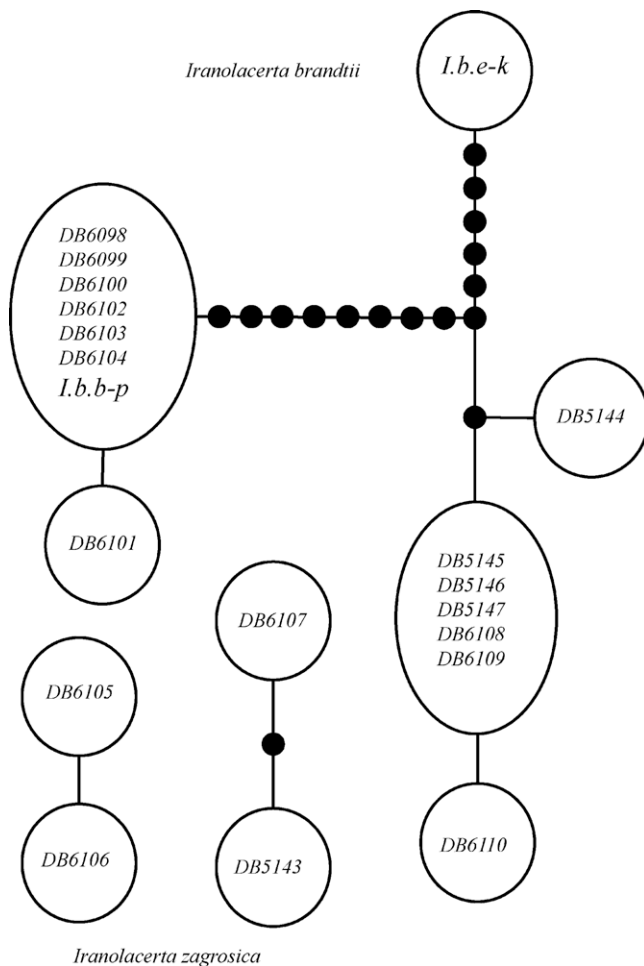 Iranolacerta brandtii
I.b.e-k
DB6098
DB6099
DB6100
DB6102
DB6103
DB6104
I.b.b-p
DB5144
DB6101
DB5145
DB5146
DB5147
DB6108
DB6109
DB6107
DB6105
DB6106
DB5143
DB6110
Iranolacerta zagrosica